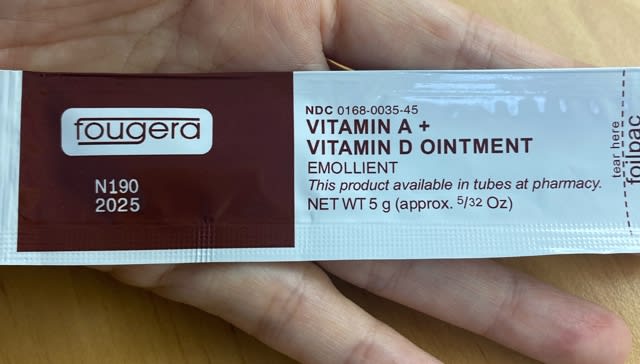 fougera
N190
2025
NDC 0168-0035-45
VITAMIN A +
VITAMIN D OINTMENT
EMOLLIENT
This product available in tubes at pharmacy.
NET WT 5 g (approx. 5/32 Oz)
tear here
foilpac